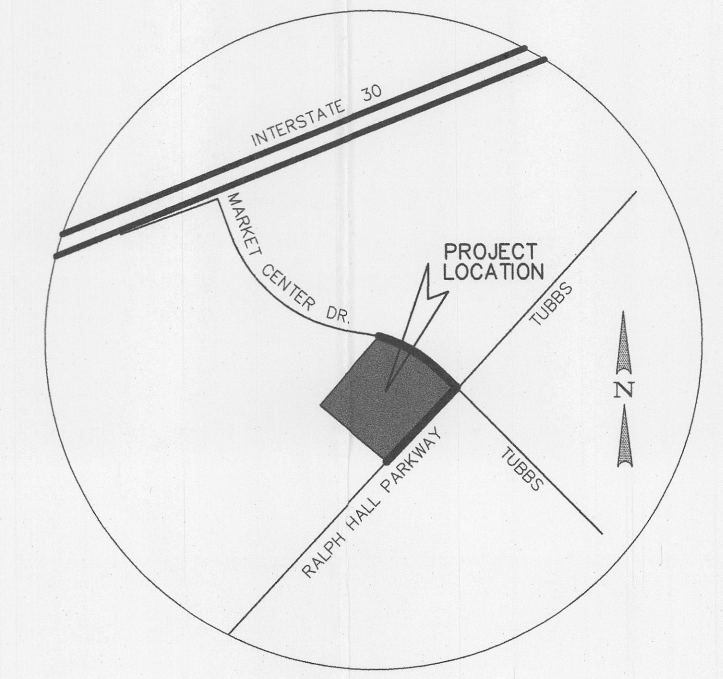 INTERSTATE 30
MARKET CENTER DR.
PROJECT
LOCATION
TUBBS
N
TUBBS
RALPH HALL PARKWAY